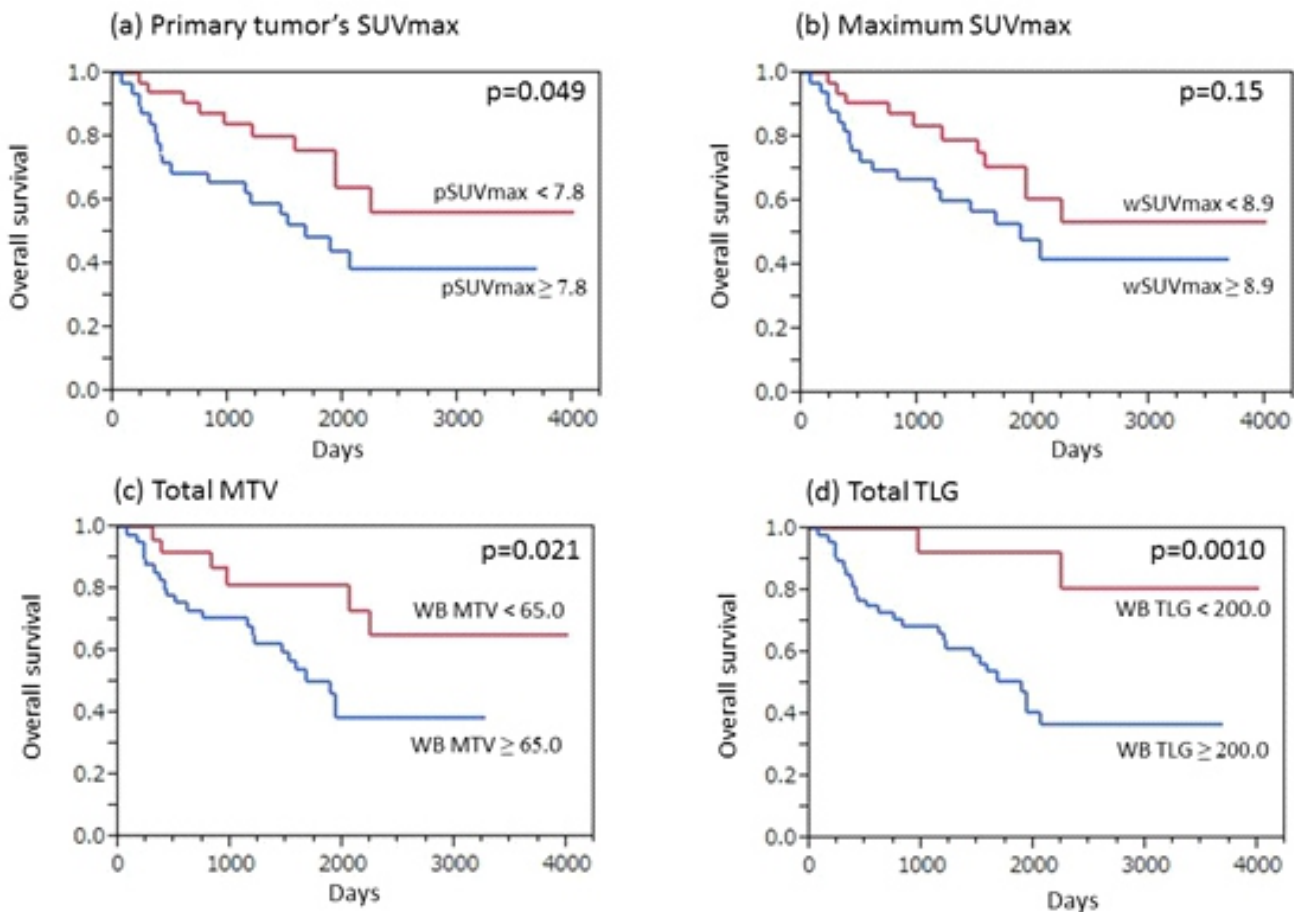 (a) Primary tumor's SUVmax
1.0
0.8
0.6
0.4
0.2
0.0
Overall survival
p=0.049
pSUVmax < 7.8
pSUVmax ≥ 7.8
0 1000 2000 3000 4000
Days
(b) Maximum SUVmax
1.0
0.8
0.6
0.4
0.2
0.0
Overall survival
p=0.15
wSUVmax < 8.9
wSUVmax ≥ 8.9
0 1000 2000 3000 4000
Days
(c) Total MTV
1.0
0.8
0.6
0.4
0.2
0.0
Overall survival
p=0.021
WB MTV < 65.0
WB MTV ≥ 65.0
0 1000 2000 3000 4000
Days
(d) Total TLG
1.0
0.8
0.6
0.4
0.2
0.0
Overall survival
p=0.0010
WB TLG < 200.0
WB TLG ≥ 200.0
0 1000 2000 3000 4000
Days